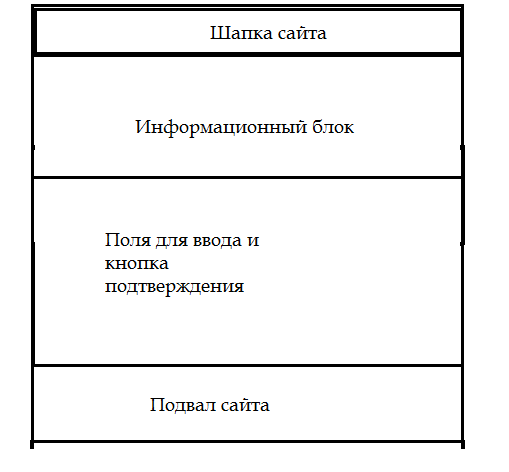 Шапка сайта
Информационный блок
Поля для ввода и
кнопка
подтверждения
Подвал сайта